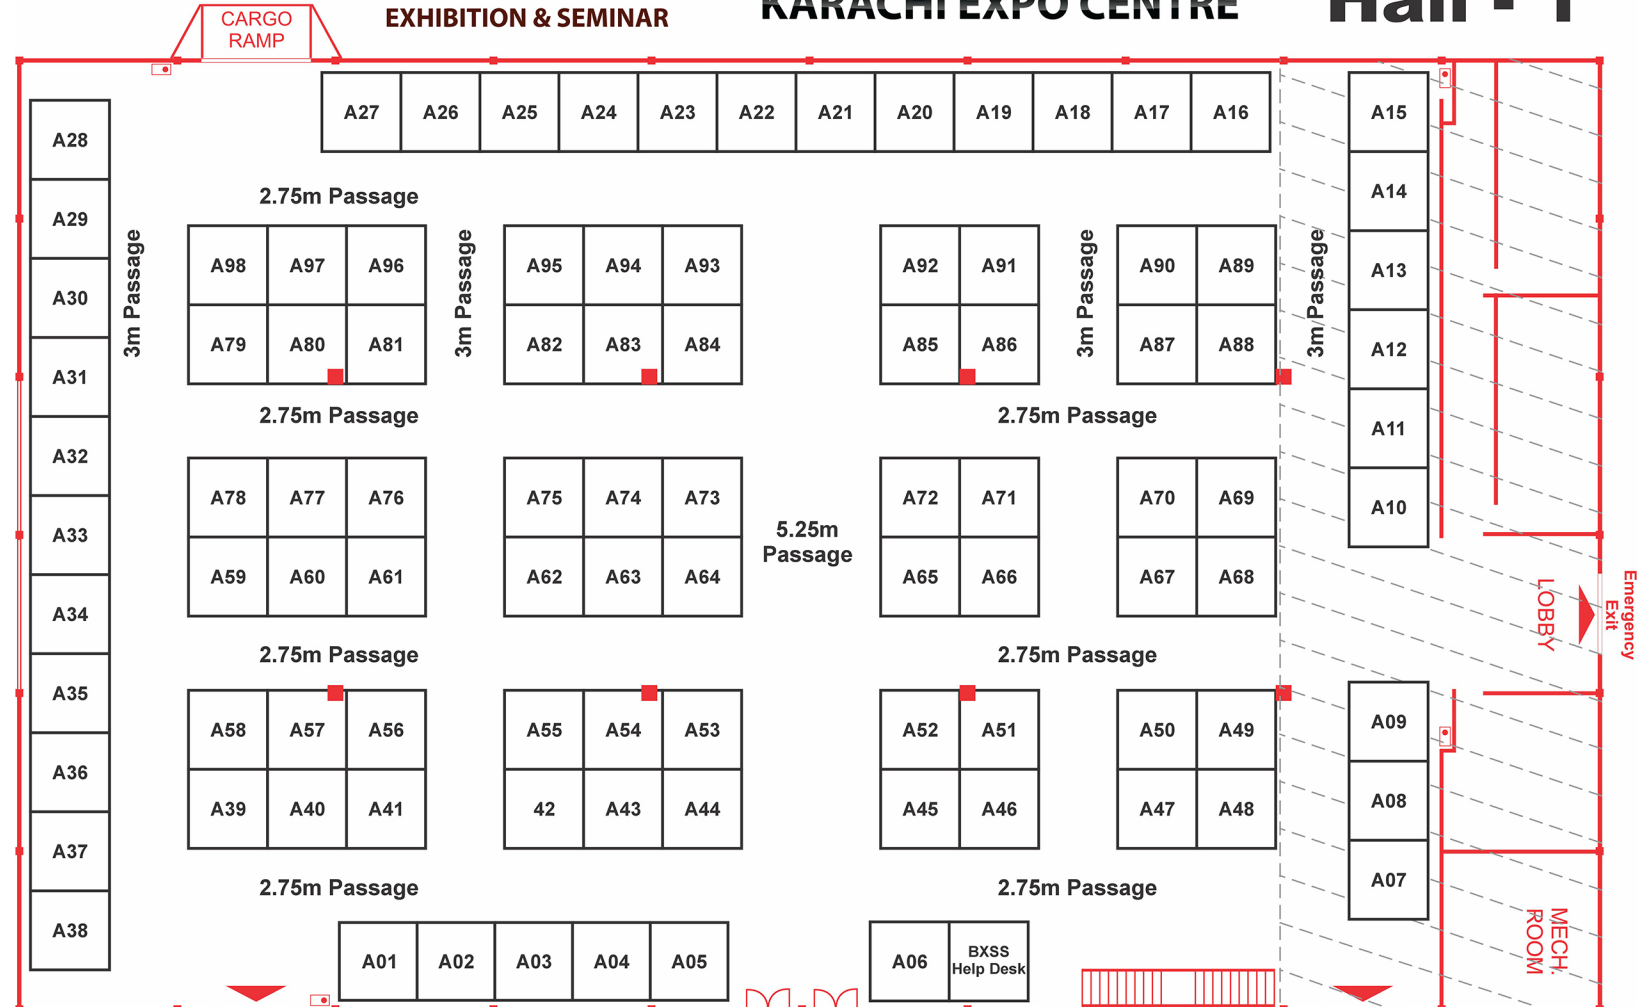 CARGO
RAMP
EXHIBITION & SEMINAR
KARACHI EXPO CENTRE
Hall - 1
A27 A26 A25 A24 A23 A22 A21 A20 A19 A18 A17 A16
A15
A14
A13
A12
A11
A10
A28
A29
A30
A31
A32
A33
A34
A35
A36
A37
A38
2.75m Passage
3m Passage
3m Passage
3m Passage
3m Passage
A98 A97 A96
A79 A80 A81
A95 A94 A93
A82 A83 A84
A92 A91
A85 A86
A90 A89
A87 A88
2.75m Passage
2.75m Passage
A78 A77 A76
A59 A60 A61
A75 A74 A73
A62 A63 A64
5.25m
Passage
A72 A71
A65 A66
A70 A69
A67 A68
LOBBY
Emergency
Exit
2.75m Passage
2.75m Passage
A58 A57 A56
A39 A40 A41
A55 A54 A53
42 A43 A44
A52 A51
A45 A46
A50 A49
A47 A48
A09
A08
A07
2.75m Passage
2.75m Passage
MECH.
ROOM
A01 A02 A03 A04 A05
A06
BXSS
Help Desk